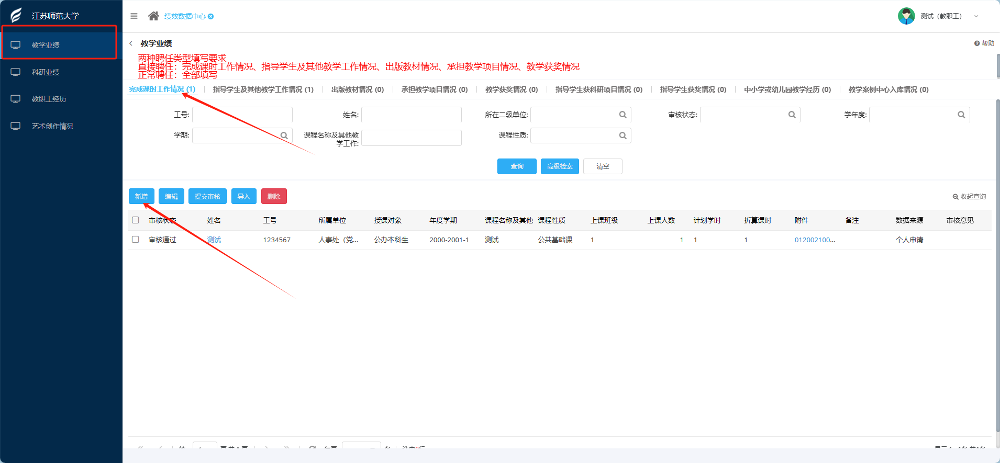 江苏师范大学
教学业绩
科研业绩
教职工经历
艺术创作情况
绩效数据中心
测试（教职工）
教学业绩
帮助
两种聘任类型填写要求
直接聘任：完成课时工作情况、指导学生及其他教学工作情况、出版教材情况、承担教学项目情况、教学获奖情况
正常聘任：全部填写
完成课时工作情况 (1) 指导学生及其他教学工作情况 (1) 出版教材情况 (0) 承担教学项目情况 (0) 教学获奖情况 (0) 指导学生获科研项目情况 (0) 指导学生获奖情况 (0) 中小学或幼儿园教学经历 (0) 教学案例中心入库情况 (0)
工号: 姓名: 所在二级单位: 审核状态: 学年度:
学期: 课程名称及其他教 课程性质:
学工作:
查询 高级检索 清空
新增 编辑 提交审核 导入 删除 收起查询
审核状态 姓名 工号 所属单位 授课对象 年度学期 课程名称及其他 课程性质 上课班级 上课人数 计划学时 折算课时 附件 备注 数据来源 审核意见
审核通过 测试 1234567 人事处（党... 公办本科生 2000-2001-1 测试 公共基础课 1 1 1 1 012002100... 个人申请